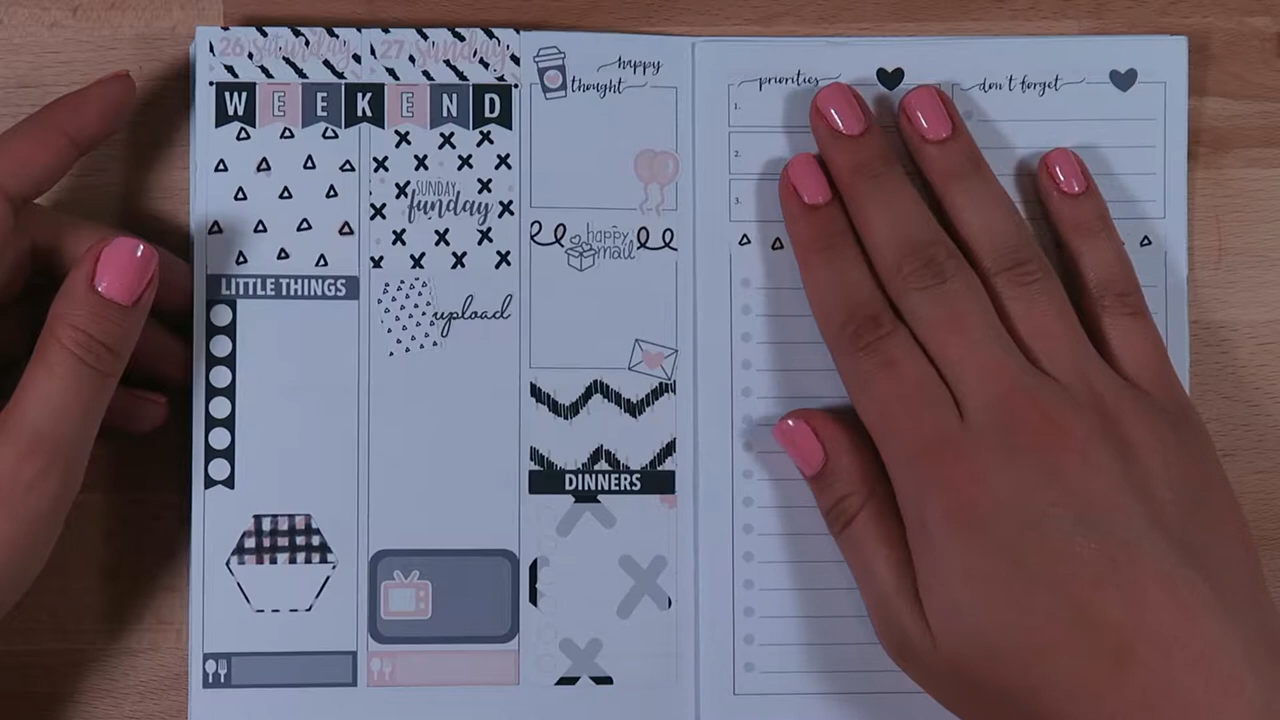 26 saturday
27 sunday
WEEKEND
SUNDAY
funday
LITTLE THINGS
upload
happy
thought
happy
mail
DINNERS
priorities
don't forget
1.
2.
3.